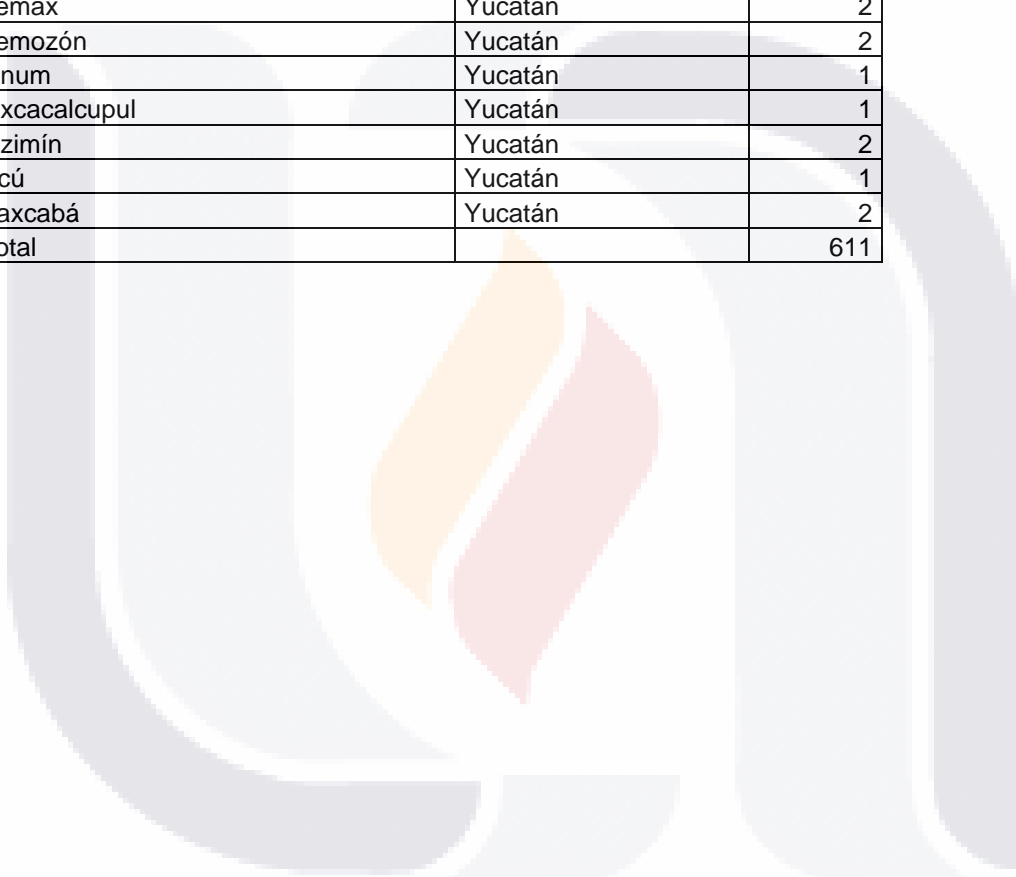 emax Yucatán 2
emozón Yucatán 2
num Yucatán 1
xcacalcupul Yucatán 1
zimín Yucatán 2
cú Yucatán 1
axcabá Yucatán 2
otal 611